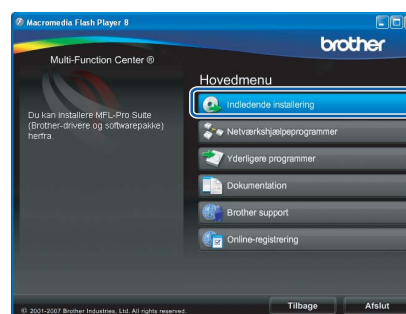 Macromedia Flash Player 8
brother
Multi-Function Center ®
Hovedmenu
Du kan installere MFL-Pro Suite
(Brother-drivere og softwarepakke)
herfra.
Indledende installering
Netværkshjælpeprogrammer
Yderligere programmer
Dokumentation
Brother support
Online-registrering
© 2001-2007 Brother Industries, Ltd. All rights reserved.
Tilbage
Afslut